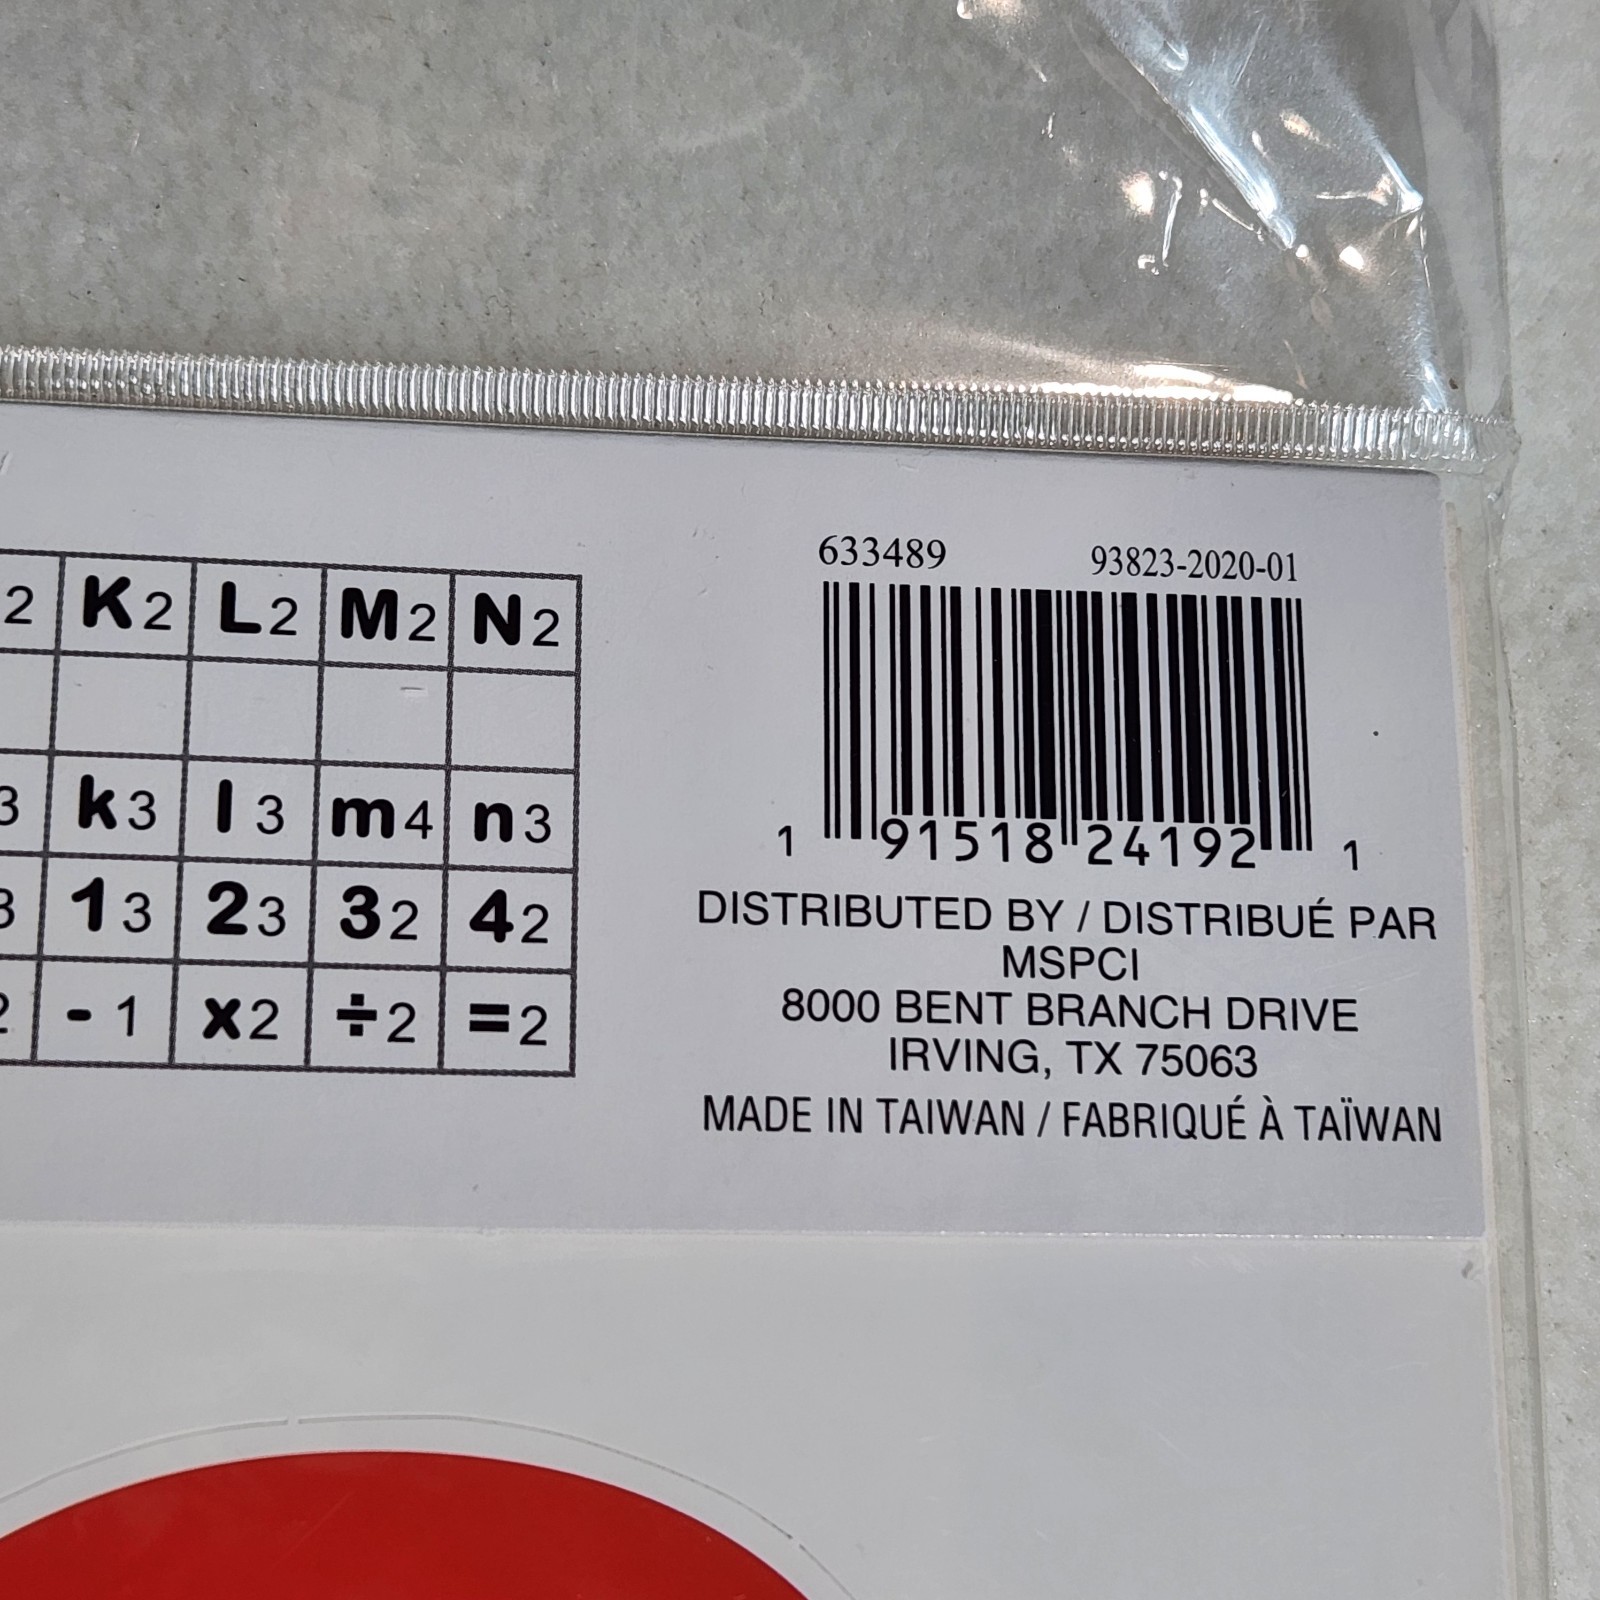 2 K2 L2 M2 N2
3 k3 l3 m4 n3
3 13 23 32 42
2 -1 x2 ÷2 =2
633489 93823-2020-01
1 91518 24192 1
DISTRIBUTED BY / DISTRIBUÉ PAR
MSPCI
8000 BENT BRANCH DRIVE
IRVING, TX 75063
MADE IN TAIWAN / FABRIQUÉ À TAÏWAN